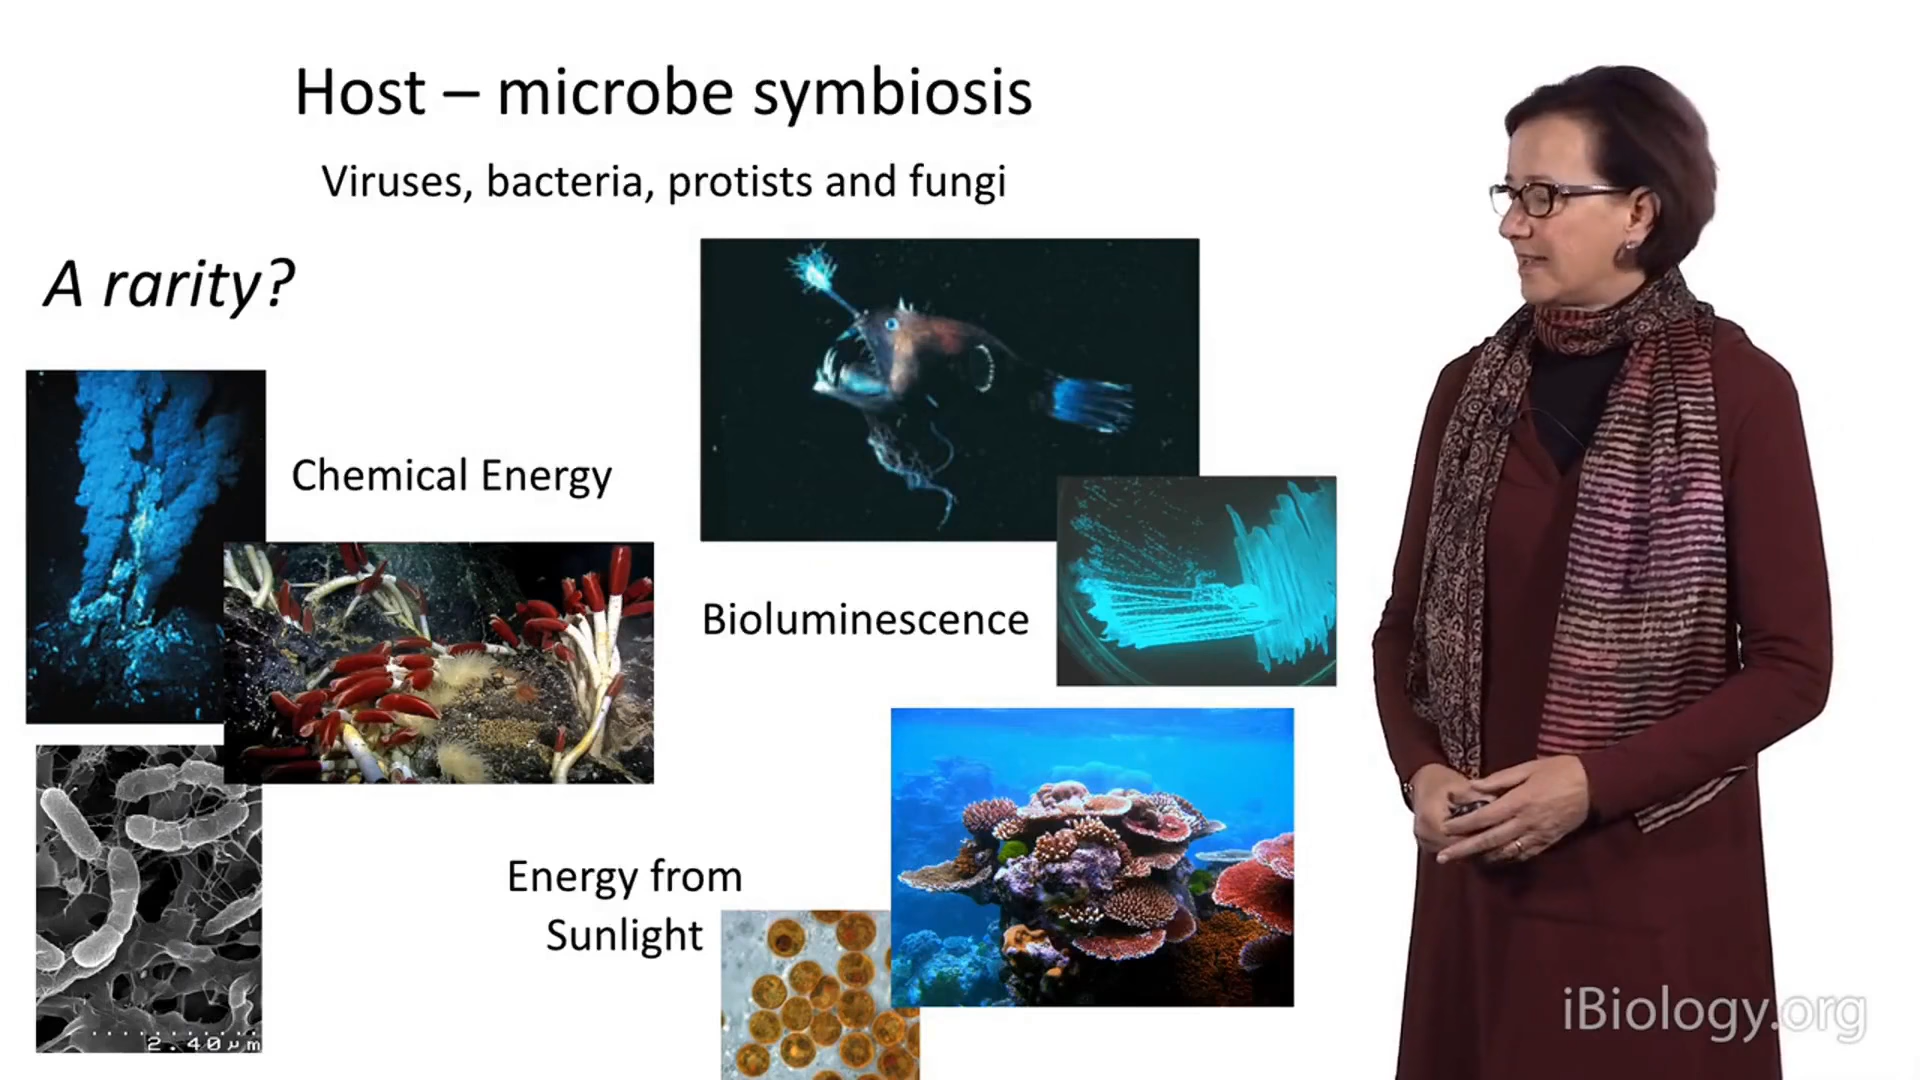 Host – microbe symbiosis
Viruses, bacteria, protists and fungi
A rarity?
Chemical Energy
Bioluminescence
Energy from
Sunlight
2.40µm
iBiology.org